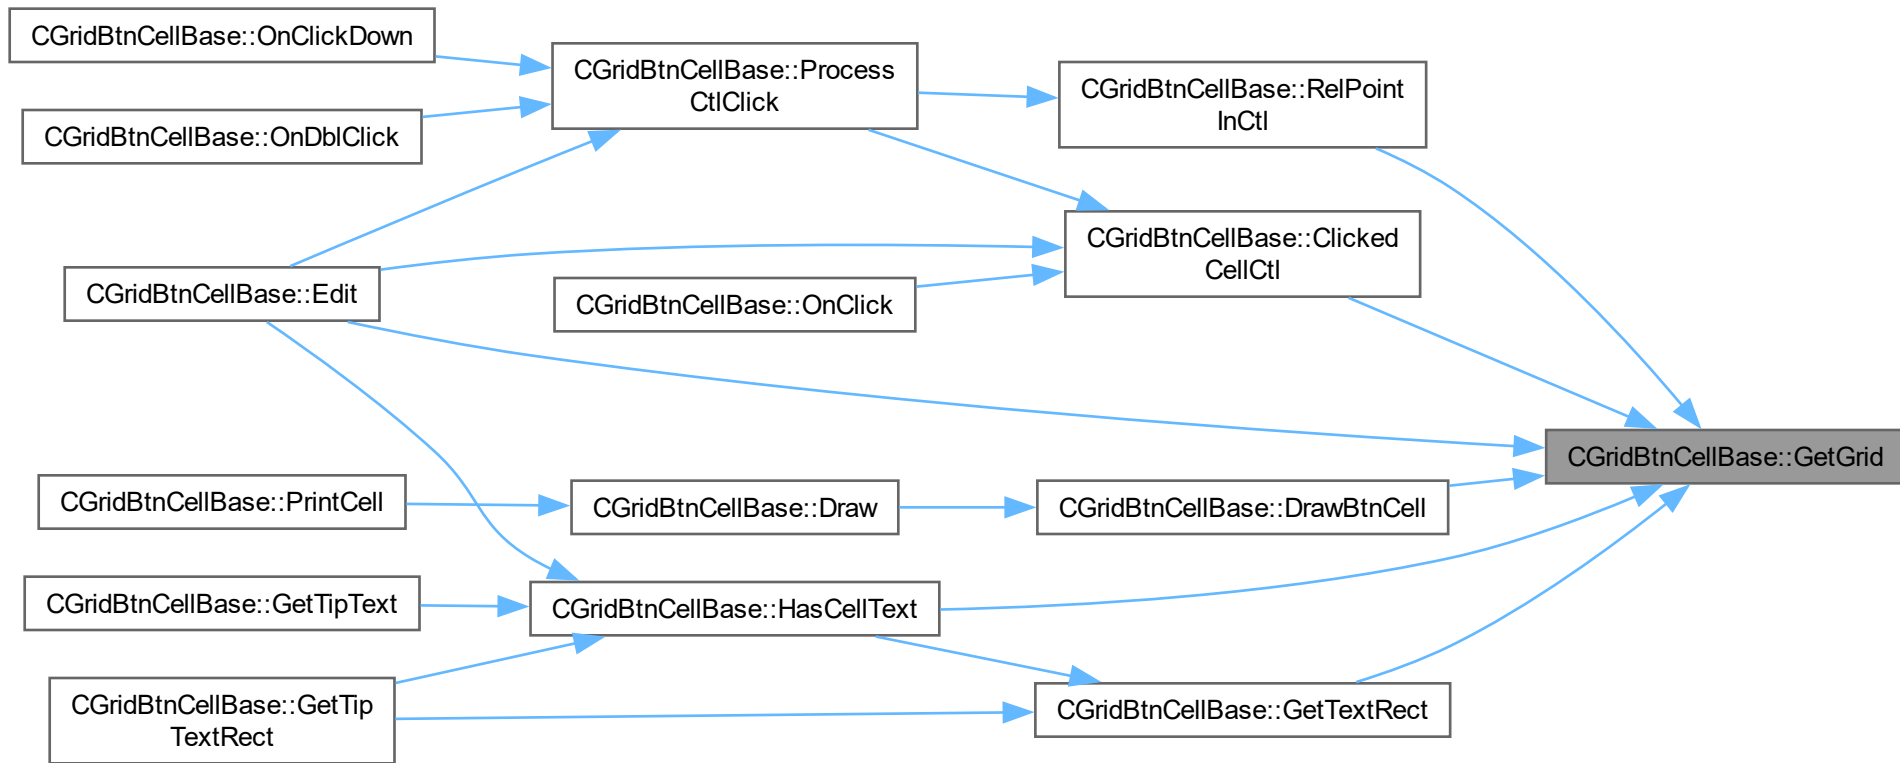 CGridBtnCellBase::OnClickDown
CGridBtnCellBase::Process
CtlClick
CGridBtnCellBase::RelPoint
InCtl
CGridBtnCellBase::OnDblClick
CGridBtnCellBase::Clicked
CellCtl
CGridBtnCellBase::Edit
CGridBtnCellBase::OnClick
CGridBtnCellBase::GetGrid
CGridBtnCellBase::PrintCell
CGridBtnCellBase::Draw
CGridBtnCellBase::DrawBtnCell
CGridBtnCellBase::GetTipText
CGridBtnCellBase::HasCellText
CGridBtnCellBase::GetTip
TextRect
CGridBtnCellBase::GetTextRect